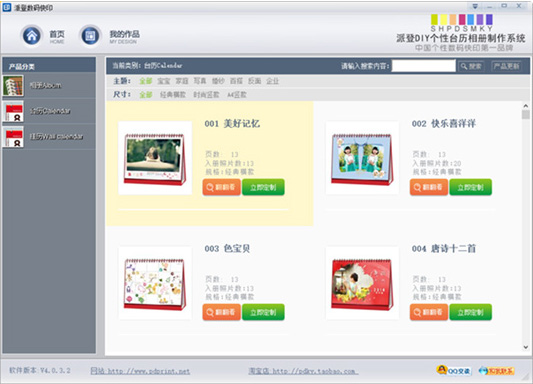 派登数码快印
首页
HOME
我的作品
MY DESIGN
SHPDSMKY
派登DIY个性台历相册制作系统
中国个性数码快印第一品牌
产品分类
相册Album
台历Calendar
挂历Wall calendar
当前类别: 台历Calendar
请输入搜索内容:
搜索
产品更新
主题: 全部 宝宝 家庭 写真 婚纱 首搭 反面 企业
尺寸: 全部 经典横款 时尚竖款 A4竖款
001 美好记忆
页数: 13
入册照片数:13
规格:经典横款
翻翻看 立即定制
002 快乐喜洋洋
页数: 13
入册照片数:20
规格:经典横款
翻翻看 立即定制
003 色宝贝
页数: 13
入册照片数:13
规格:经典横款
翻翻看 立即定制
004 唐诗十二首
页数: 13
入册照片数:13
规格:经典横款
翻翻看 立即定制
软件版本 V4.0.3.2
网站 http://www.pdprint.net
淘宝店 http://pdky.taobao.com
QQ交谈